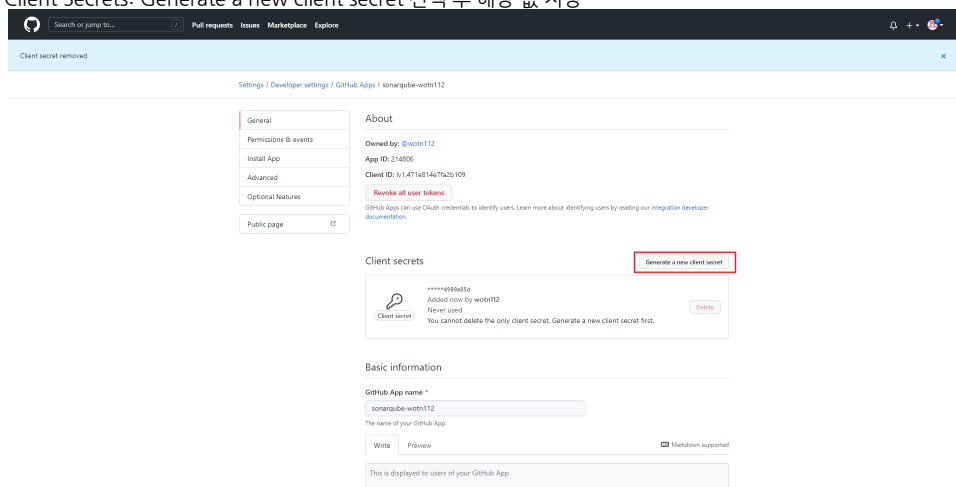 Client Secrets: Generate a new client secret 선택 후 해당 값 저장
Search or jump to...
/
Pull requests Issues Marketplace Explore
Client secret removed
Settings / Developer settings / GitHub Apps / sonarqube-wotn112
General
Permissions & events
Install App
Advanced
Optional features
Public page
About
Owned by: @wotn112
App ID: 214806
Client ID: Iv1.471e814e7fa2b109
Revoke all user tokens
GitHub Apps can use OAuth credentials to identify users. Learn more about identifying users by reading our integration developer
documentation.
Client secrets
Generate a new client secret
*****4989a85d
Added now by wotn112
Never used
You cannot delete the only client secret. Generate a new client secret first.
Client secret
Delete
Basic information
GitHub App name *
sonarqube-wotn112
The name of your GitHub App.
Write Preview
Markdown supported
This is displayed to users of your GitHub App